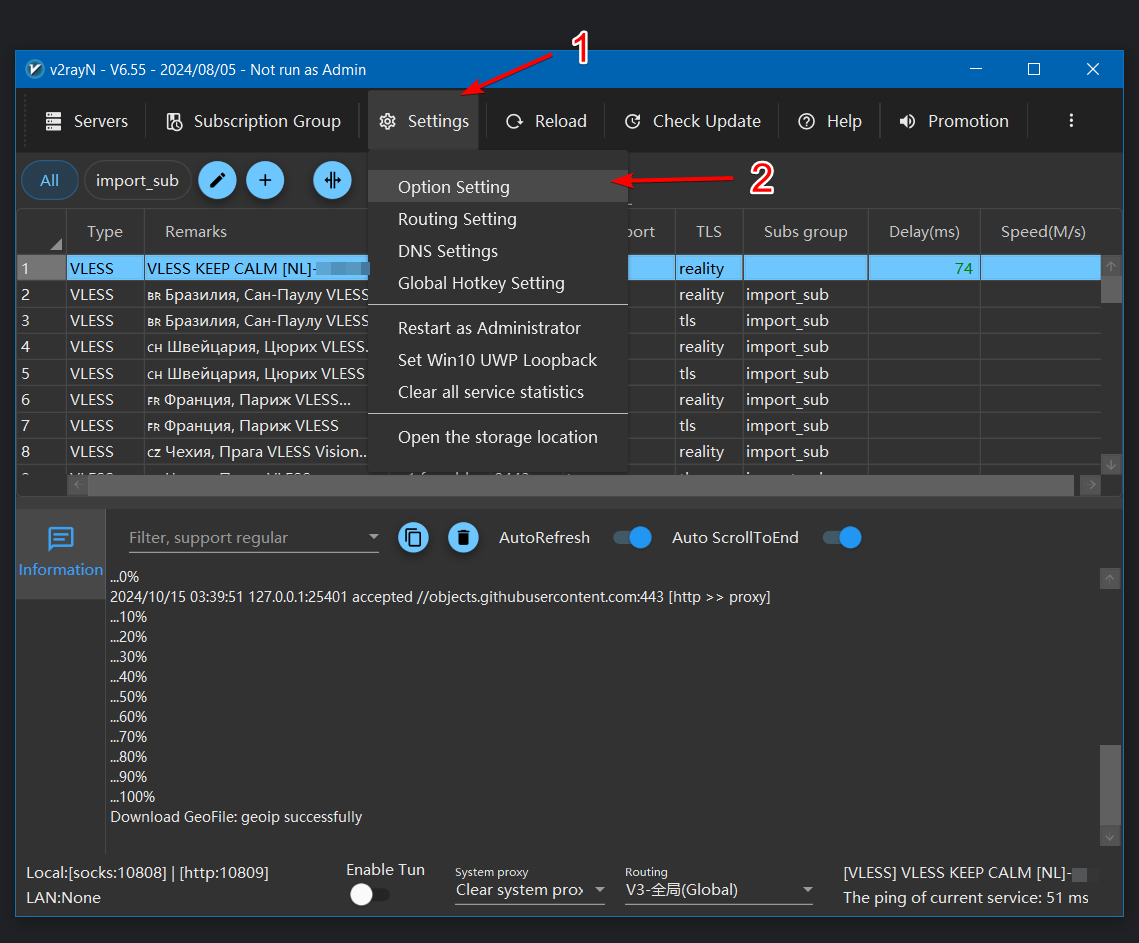 1
v2rayN - V6.55 - 2024/08/05 - Not run as Admin
Servers
Subscription Group
Settings
Reload
Check Update
Help
Promotion
All
import_sub
2
Option Setting
Routing Setting
DNS Settings
Global Hotkey Setting
Restart as Administrator
Set Win10 UWP Loopback
Clear all service statistics
Open the storage location
Type Remarks ort TLS Subs group Delay(ms) Speed(M/s)
1 VLESS VLESS KEEP CALM [NL]- reality 74
2 VLESS BR Бразилия, Сан-Паулу VLESS reality import_sub
3 VLESS BR Бразилия, Сан-Паулу VLESS tls import_sub
4 VLESS CH Швейцария, Цюрих VLESS. reality import_sub
5 VLESS CH Швейцария, Цюрих VLESS tls import_sub
6 VLESS FR Франция, Париж VLESS... reality import_sub
7 VLESS FR Франция, Париж VLESS tls import_sub
8 VLESS CZ Чехия, Прага VLESS Vision.. reality import_sub
Information
Filter, support regular
AutoRefresh
Auto ScrollToEnd
...0%
2024/10/15 03:39:51 127.0.0.1:25401 accepted //objects.githubusercontent.com:443 [http >> proxy]
...10%
...20%
...30%
...40%
...50%
...60%
...70%
...80%
...90%
...100%
Download GeoFile: geoip successfully
Local:[socks:10808] | [http:10809]
LAN:None
Enable Tun
System proxy
Clear system prox
Routing
V3-全局(Global)
[VLESS] VLESS KEEP CALM [NL]-
The ping of current service: 51 ms